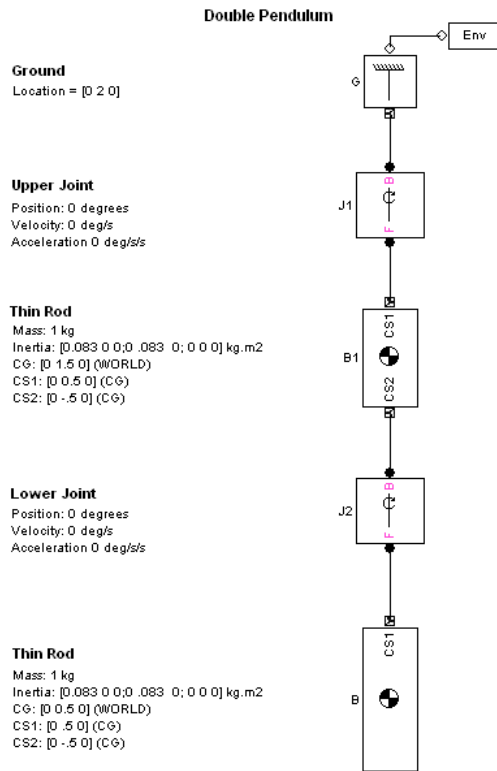 Double Pendulum
Env
Ground
Location = [0 2 0]
G
Upper Joint
Position: 0 degrees
Velocity: 0 deg/s
Acceleration 0 deg/s/s
J1
B
F
Thin Rod
Mass: 1 kg
Inertia: [0.083 0 0;0 .083 0; 0 0 0] kg.m2
CG: [0 1.5 0] (WORLD)
CS1: [0 0.5 0] (CG)
CS2: [0 -.5 0] (CG)
B1
CS1
CS2
Lower Joint
Position: 0 degrees
Velocity: 0 deg/s
Acceleration 0 deg/s/s
J2
B
F
Thin Rod
Mass: 1 kg
Inertia: [0.083 0 0;0 .083 0; 0 0 0] kg.m2
CG: [0 0.5 0] (WORLD)
CS1: [0 .5 0] (CG)
CS2: [0 -.5 0] (CG)
B
CS1